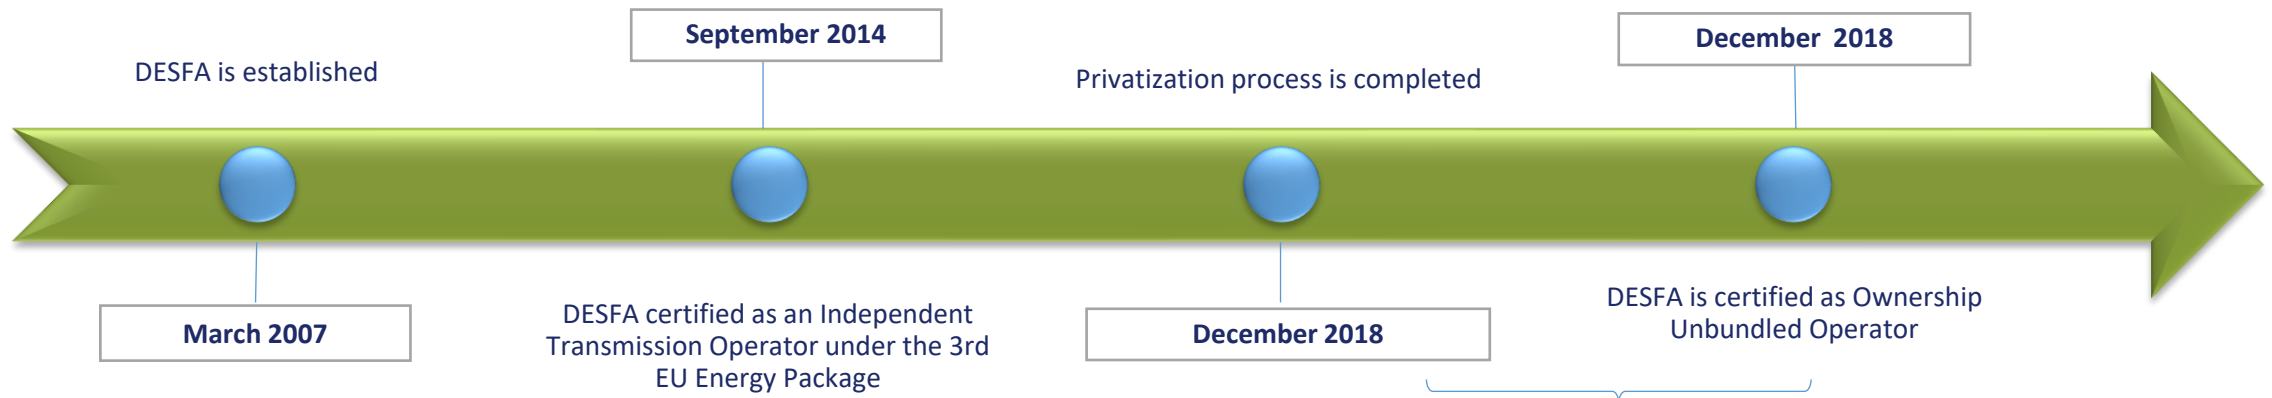 DESFA is established
March 2007
September 2014
DESFA certified as an Independent
Transmission Operator under the 3rd
EU Energy Package
Privatization process is completed
December 2018
December 2018
DESFA is certified as Ownership
Unbundled Operator